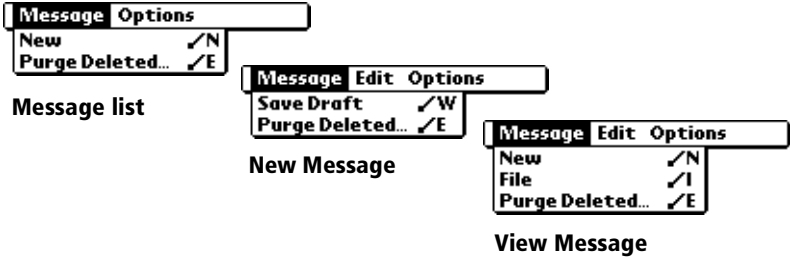 Message Options
New ／N
Purge Deleted... ／E
Message list
Message Edit Options
Save Draft ／W
Purge Deleted... ／E
New Message
Message Edit Options
New ／N
File ／I
Purge Deleted... ／E
View Message